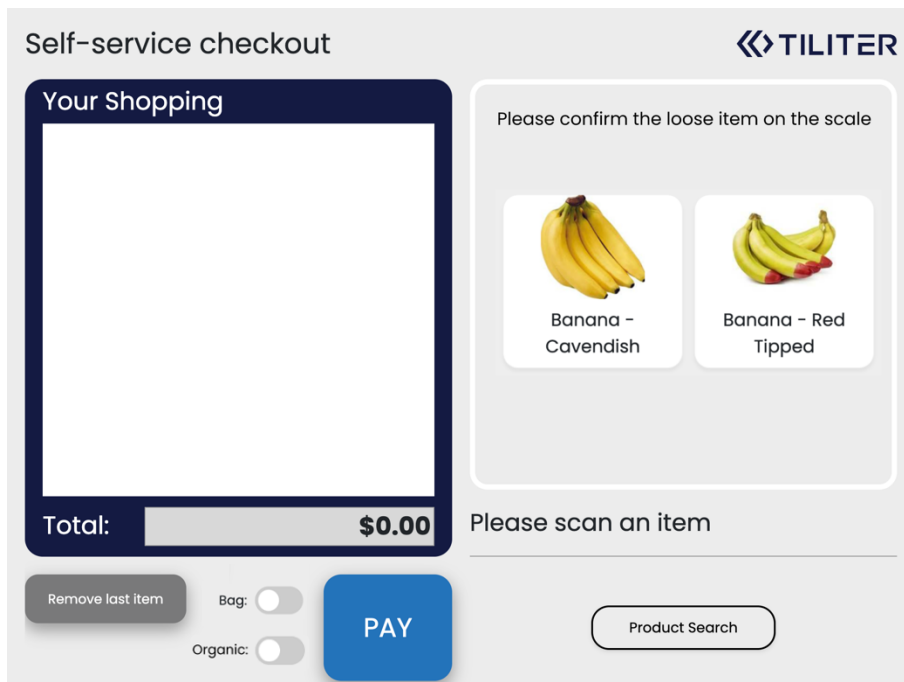 Self-service checkout
TILITER
Your Shopping
Total:
$0.00
Remove last item
Bag:
Organic:
PAY
Please confirm the loose item on the scale
Banana -
Cavendish
Banana - Red
Tipped
Please scan an item
Product Search